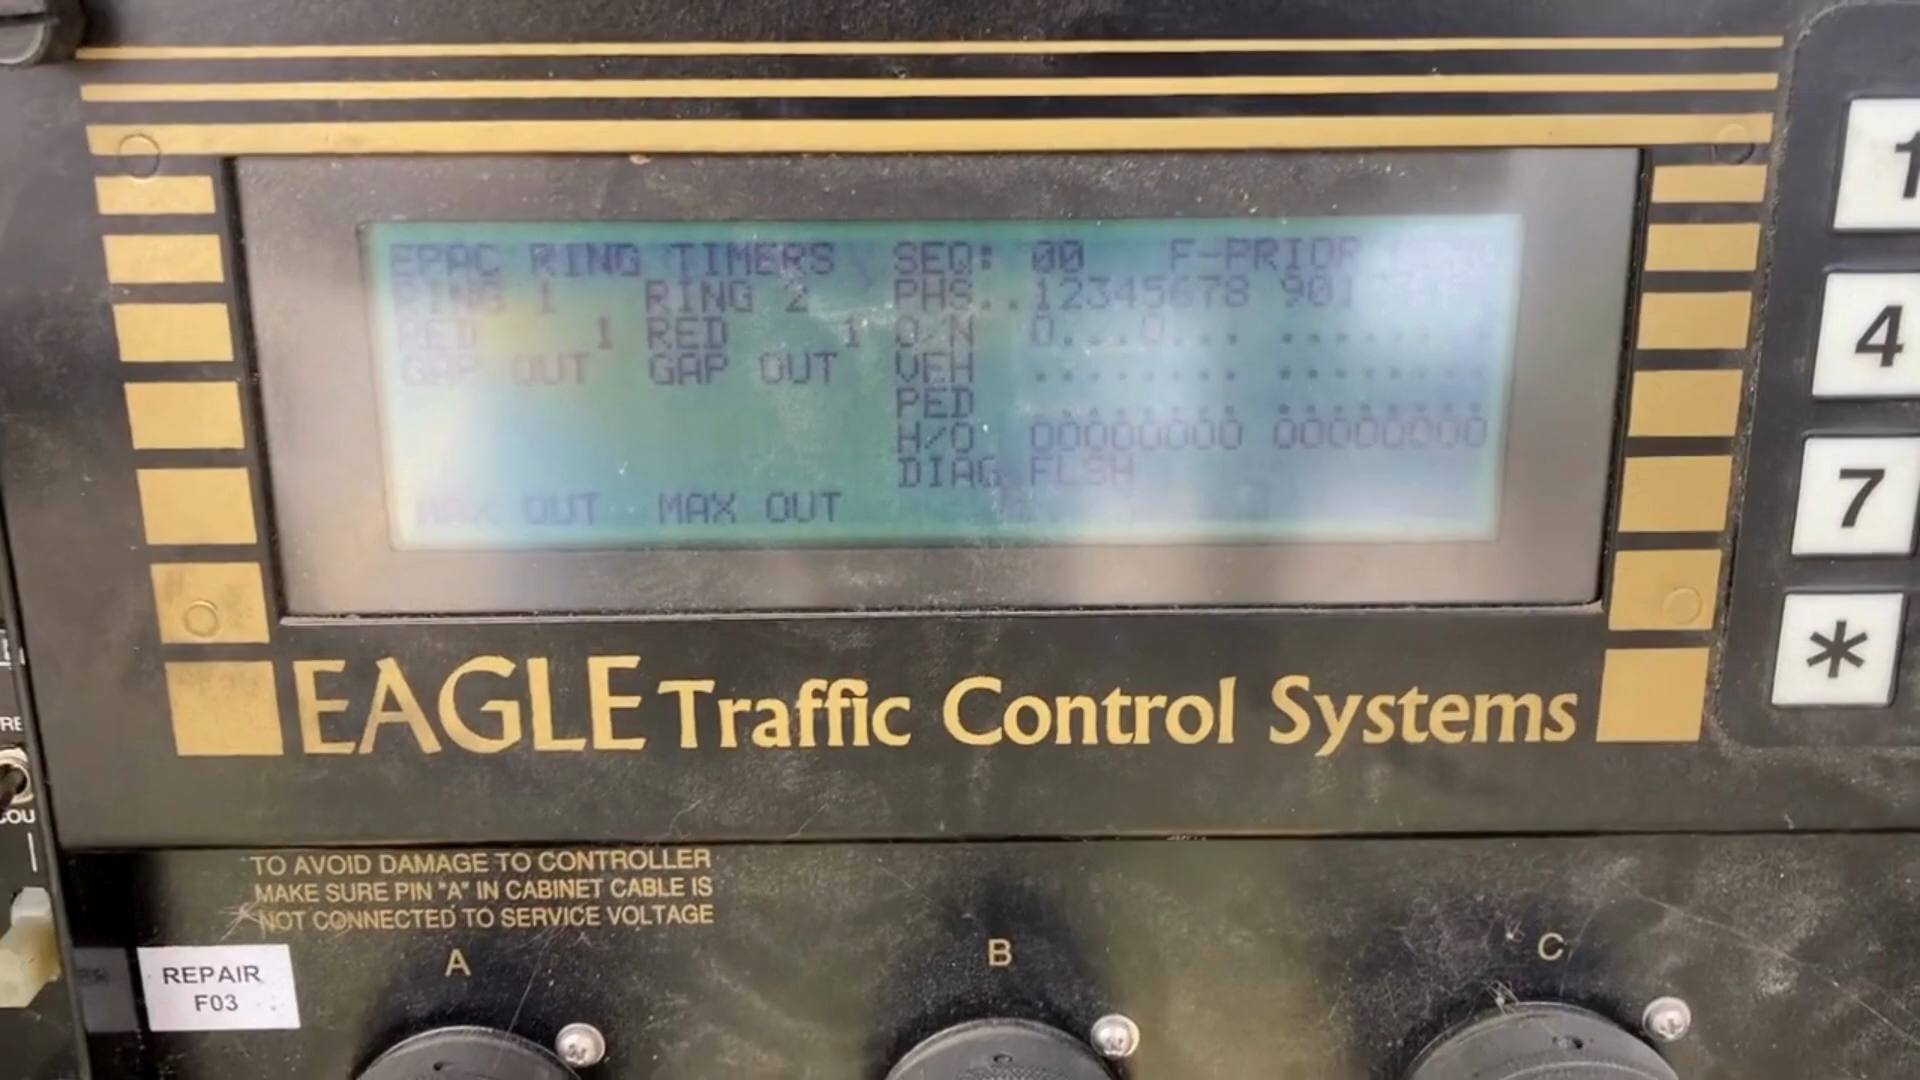 EPAC RING TIMERS SEQ: 00 F-PRIOR
RING 1 RING 2 PHS..12345678 901
RED 1 RED 1 O/N O...O... ........
GAP OUT GAP OUT VEH ........ ........
PED ........ ........
H/O OOOOOOOO OOOOOOOO
DIAG FLSH
MAX OUT MAX OUT
1
4
7
*
EAGLE Traffic Control Systems
TO AVOID DAMAGE TO CONTROLLER
MAKE SURE PIN "A" IN CABINET CABLE IS
NOT CONNECTED TO SERVICE VOLTAGE
A B C
REPAIR
F03